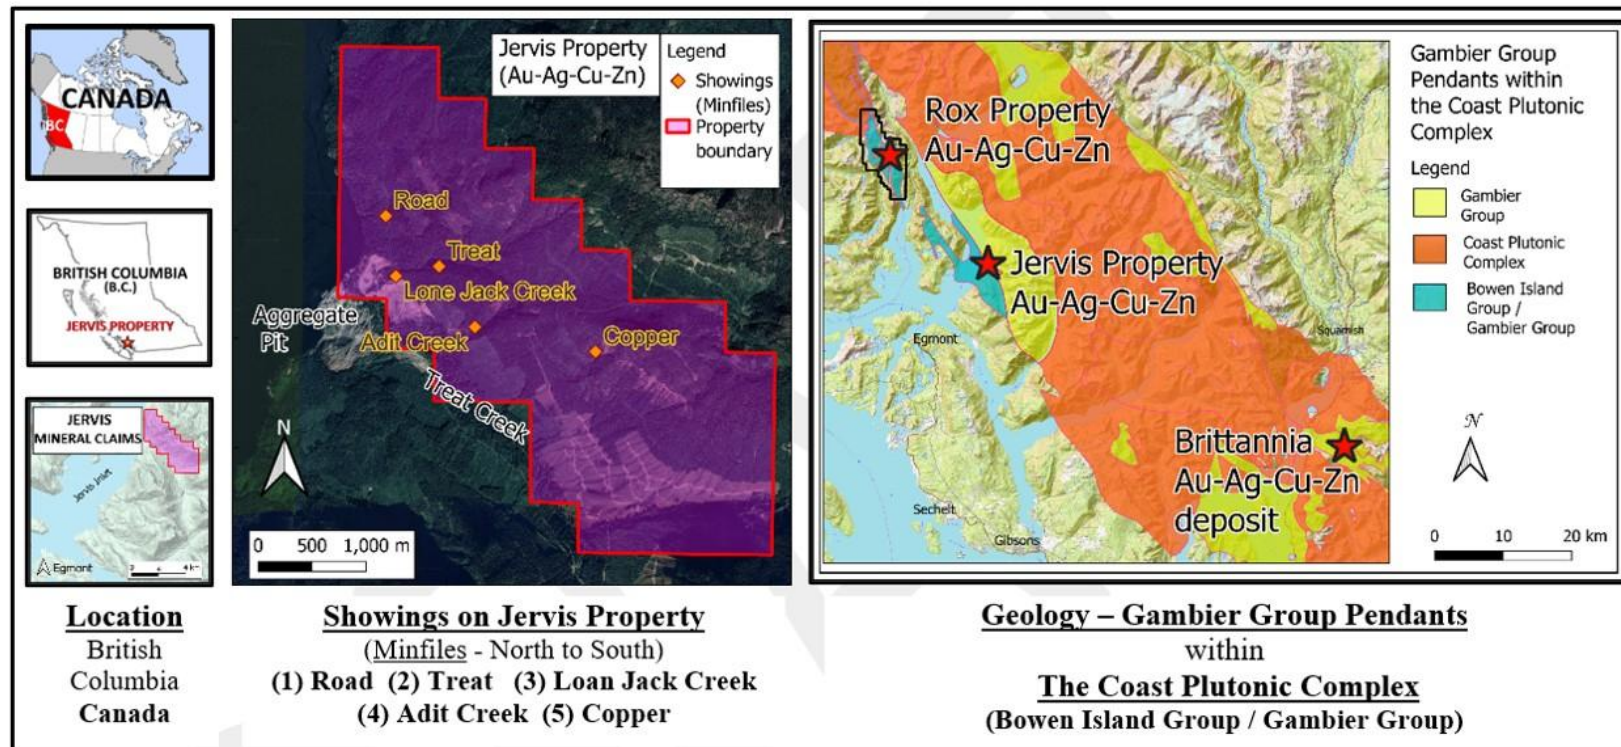 CANADA
BC
BRITISH COLUMBIA
(B.C.)
JERVIS PROPERTY
JERVIS
MINERAL CLAIMS
Jervis Inlet
Egmont
0
4 km
Location
British
Columbia
Canada
Jervis Property
(Au-Ag-Cu-Zn)
Legend
Showings
(Minfiles)
Property
boundary
Road
Treat
Lone Jack Creek
Aggregate
Pit
Adit Creek
Copper
Treat Creek
N
0 500 1,000 m
Showings on Jervis Property
(Minfiles - North to South)
(1) Road (2) Treat (3) Loan Jack Creek
(4) Adit Creek (5) Copper
Rox Property
Au-Ag-Cu-Zn
Jervis Property
Au-Ag-Cu-Zn
Egmont
Squamish
Brittannia
Au-Ag-Cu-Zn
deposit
Sechelt
Gibsons
Gambier Group
Pendants within
the Coast Plutonic
Complex
Legend
Gambier
Group
Coast Plutonic
Complex
Bowen Island
Group /
Gambier Group
N
0 10 20 km
Geology – Gambier Group Pendants
within
The Coast Plutonic Complex
(Bowen Island Group / Gambier Group)